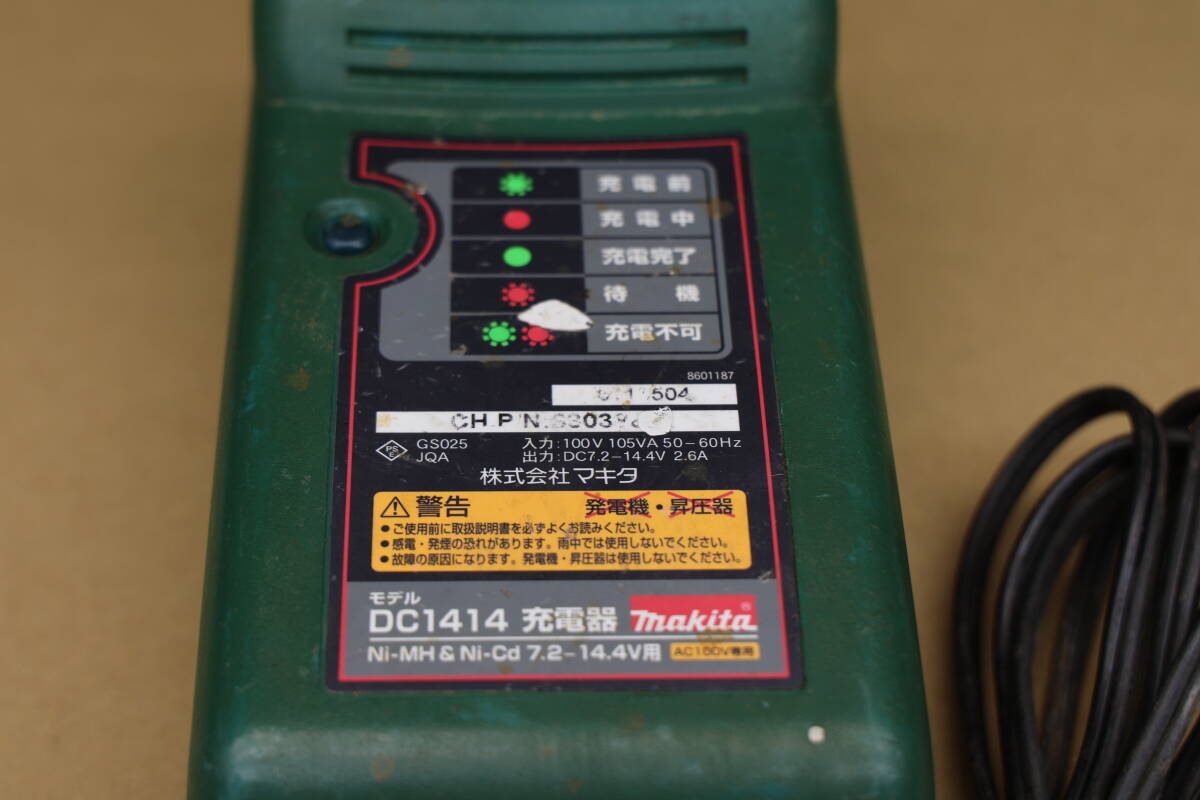 充電前
充電中
充電完了
待機
充電不可
8601187
504
CH P/N.
GS025
JQA
入力:100V 105VA 50-60Hz
出力:DC7.2-14.4V 2.6A
株式会社マキタ
警告 発電機・昇圧器
●ご使用前に取扱説明書を必ずよくお読みください。
●感電・発煙の恐れがあります。雨中では使用しないでください。
●故障の原因になります。発電機・昇圧器は使用しないでください。
モデル
DC1414 充電器 makita®
Ni-MH & Ni-Cd 7.2-14.4V用 AC100V専用